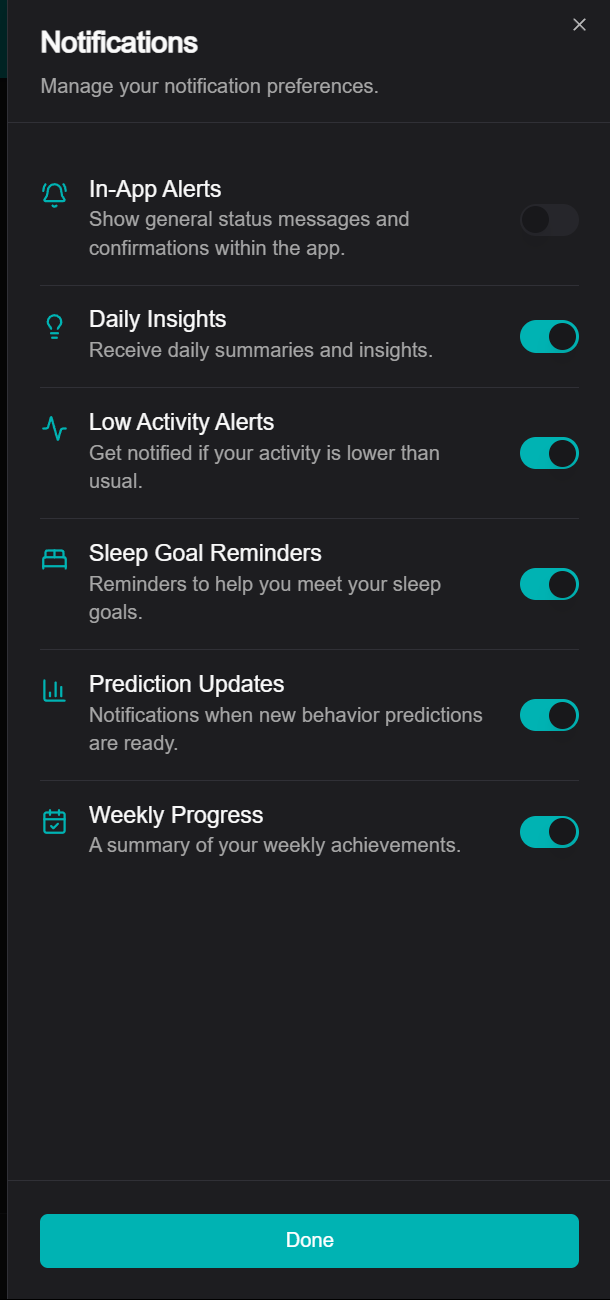 Notifications
Manage your notification preferences.
In-App Alerts
Show general status messages and
confirmations within the app.
Daily Insights
Receive daily summaries and insights.
Low Activity Alerts
Get notified if your activity is lower than
usual.
Sleep Goal Reminders
Reminders to help you meet your sleep
goals.
Prediction Updates
Notifications when new behavior predictions
are ready.
Weekly Progress
A summary of your weekly achievements.
Done